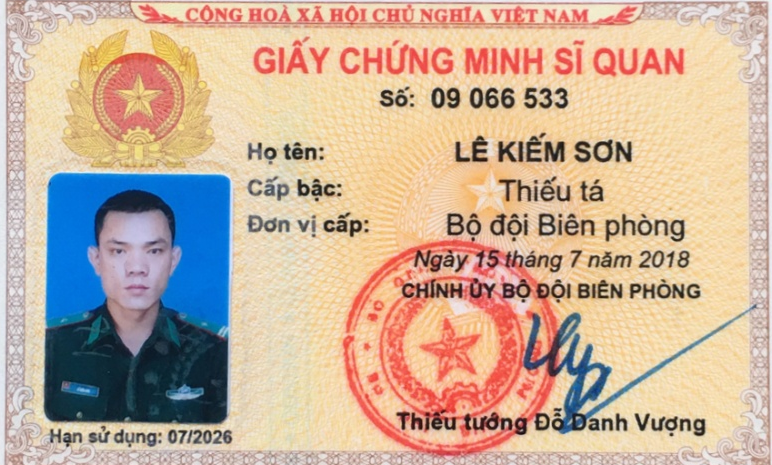 CỘNG HOÀ XÃ HỘI CHỦ NGHĨA VIỆT NAM
GIẤY CHỨNG MINH SĨ QUAN
Số: 09 066 533
Họ tên: LÊ KIẾM SƠN
Cấp bậc: Thiếu tá
Đơn vị cấp: Bộ đội Biên phòng
Ngày 15 tháng 7 năm 2018
CHÍNH ỦY BỘ ĐỘI BIÊN PHÒNG
Thiếu tướng Đỗ Danh Vượng
Hạn sử dụng: 07/2026